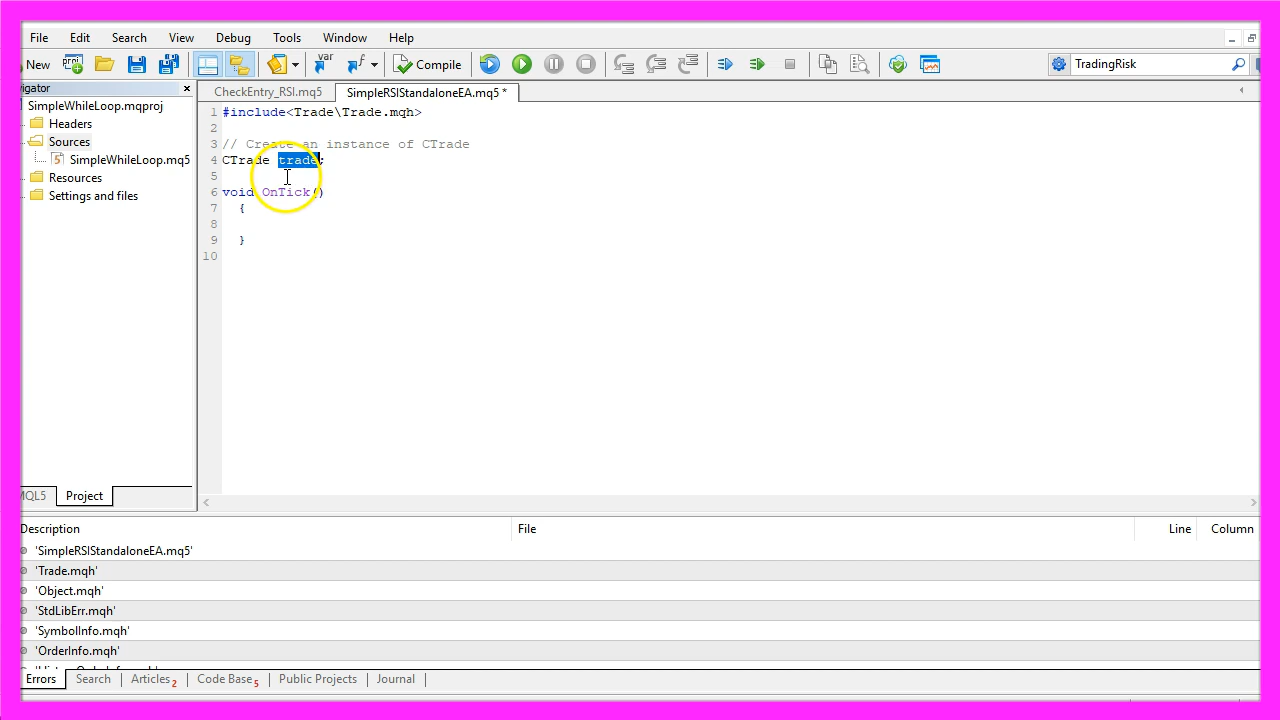 File Edit Search View Debug Tools Window Help
New Compile TradingRisk
CheckEntry_RSI.mq5 SimpleRSIStandaloneEA.mq5 *
SimpleWhileLoop.mqproj
Headers
Sources
SimpleWhileLoop.mq5
Resources
Settings and files
1 #include<Trade\Trade.mqh>
2
3 // Create an instance of CTrade
4 CTrade trade;
5
6 void OnTick()
7 {
8
9 }
10
MQL5 Project
Description File Line Column
'SimpleRSIStandaloneEA.mq5'
'Trade.mqh'
'Object.mqh'
'StdLibErr.mqh'
'SymbolInfo.mqh'
'OrderInfo.mqh'
Errors Search Articles 2 Code Base 5 Public Projects Journal